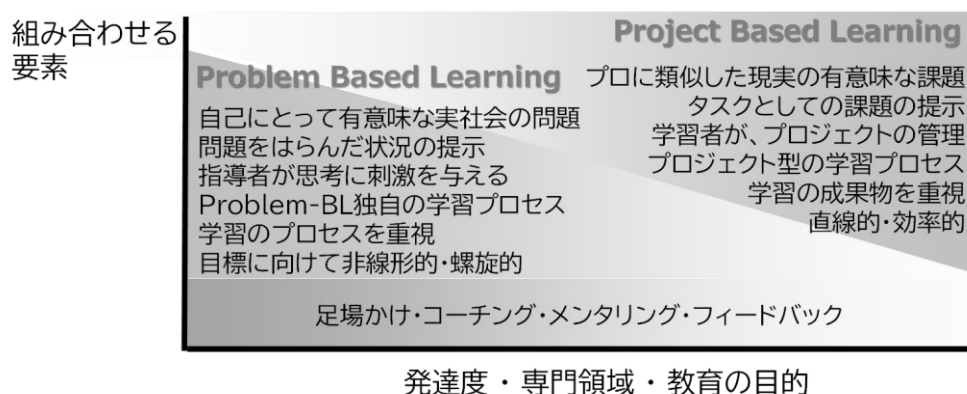 組み合わせる
要素
Project Based Learning
プロに類似した現実の有意味な課題
タスクとしての課題の提示
学習者が、プロジェクトの管理
プロジェクト型の学習プロセス
学習の成果物を重視
直線的・効率的
Problem Based Learning
自己にとって有意味な実社会の問題
問題をはらんだ状況の提示
指導者が思考に刺激を与える
Problem-BL独自の学習プロセス
学習のプロセスを重視
目標に向けて非線形的・螺旋的
足場かけ・コーチング・メンタリング・フィードバック
発達度 ・ 専門領域 ・ 教育の目的